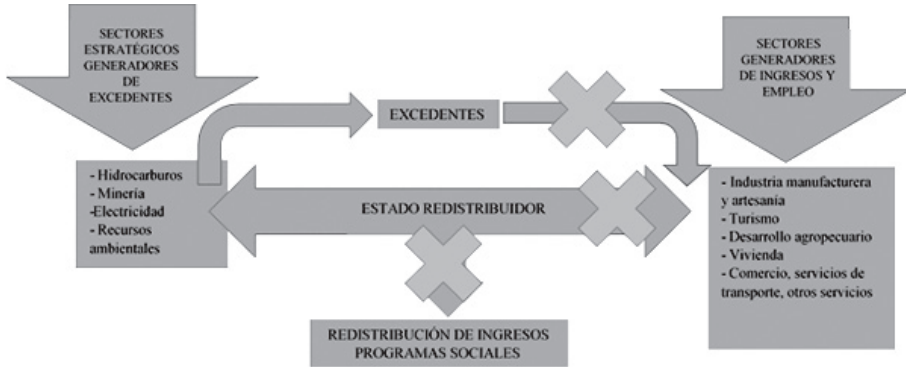 SECTORES
ESTRATÉGICOS
GENERADORES
DE
EXCEDENTES
SECTORES
GENERADORES
DE INGRESOS Y
EMPLEO
EXCEDENTES
- Hidrocarburos
- Minería
-Electricidad
- Recursos
ambientales
ESTADO REDISTRIBUIDOR
- Industria manufacturera
y artesanía
- Turismo
- Desarrollo agropecuario
- Vivienda
- Comercio, servicios de
transporte, otros servicios
REDISTRIBUCIÓN DE INGRESOS
PROGRAMAS SOCIALES